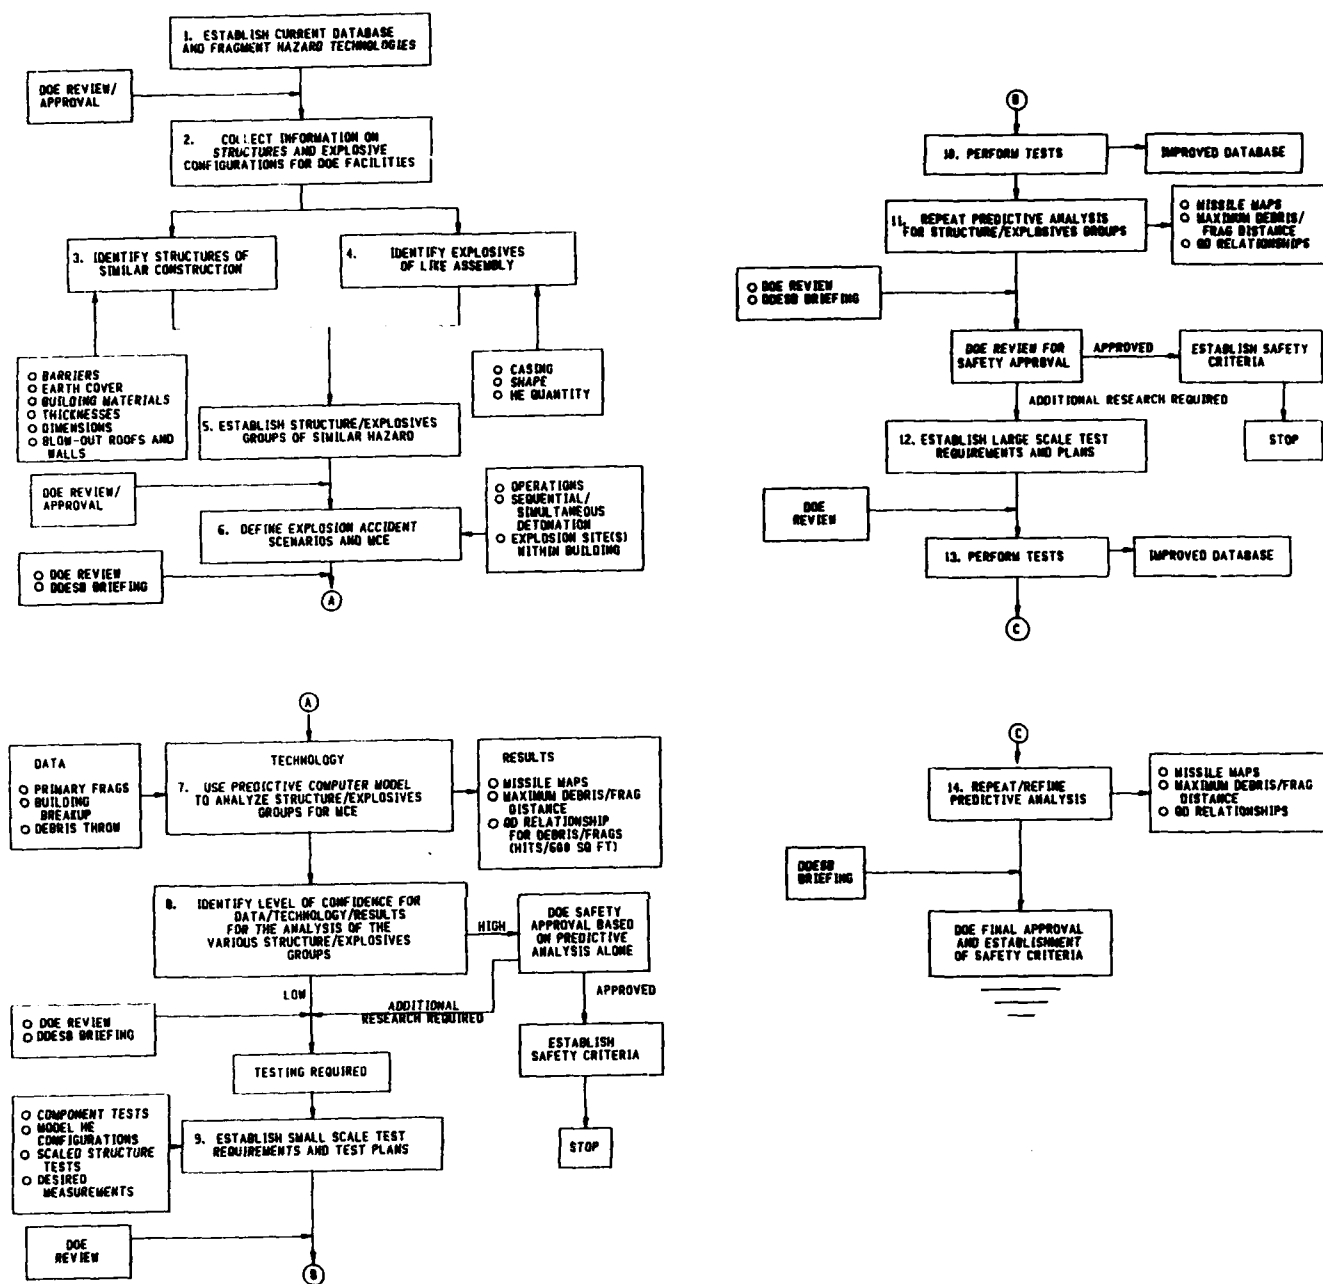 1. ESTABLISH CURRENT DATABASE
AND FRAGMENT HAZARD TECHNOLOGIES
DOE REVIEW/
APPROVAL
2. COLLECT INFORMATION ON
STRUCTURES AND EXPLOSIVE
CONFIGURATIONS FOR DOE FACILITIES
3. IDENTIFY STRUCTURES OF
SIMILAR CONSTRUCTION
4. IDENTIFY EXPLOSIVES
OF LIKE ASSEMBLY
O BARRIERS
O EARTH COVER
O BUILDING MATERIALS
O THICKNESSES
O DIMENSIONS
O BLOW-OUT ROOFS AND
WALLS
O CASING
O SHAPE
O HE QUANTITY
5. ESTABLISH STRUCTURE/EXPLOSIVES
GROUPS OF SIMILAR HAZARD
DOE REVIEW/
APPROVAL
O OPERATIONS
O SEQUENTIAL/
SIMULTANEOUS
DETONATION
O EXPLOSION SITE(S)
WITHIN BUILDING
6. DEFINE EXPLOSION ACCIDENT
SCENARIOS AND MCE
O DOE REVIEW
O DDESB BRIEFING
A
B
10. PERFORM TESTS
IMPROVED DATABASE
11. REPEAT PREDICTIVE ANALYSIS
FOR STRUCTURE/EXPLOSIVES GROUPS
O MISSILE MAPS
O MAXIMUM DEBRIS/
FRAG DISTANCE
O QD RELATIONSHIPS
O DOE REVIEW
O DDESB BRIEFING
DOE REVIEW FOR
SAFETY APPROVAL
APPROVED
ESTABLISH SAFETY
CRITERIA
ADDITIONAL RESEARCH REQUIRED
STOP
12. ESTABLISH LARGE SCALE TEST
REQUIREMENTS AND PLANS
DOE
REVIEW
13. PERFORM TESTS
IMPROVED DATABASE
C
A
DATA
O PRIMARY FRAGS
O BUILDING
BREAKUP
O DEBRIS THROW
TECHNOLOGY
7. USE PREDICTIVE COMPUTER MODEL
TO ANALYZE STRUCTURE/EXPLOSIVES
GROUPS FOR MCE
RESULTS
O MISSILE MAPS
O MAXIMUM DEBRIS/FRAG
DISTANCE
O QD RELATIONSHIP
FOR DEBRIS/FRAGS
(HITS/600 SQ FT)
8. IDENTIFY LEVEL OF CONFIDENCE FOR
DATA/TECHNOLOGY/RESULTS
FOR THE ANALYSIS OF THE
VARIOUS STRUCTURE/EXPLOSIVES
GROUPS
HIGH
DOE SAFETY
APPROVAL BASED
ON PREDICTIVE
ANALYSIS ALONE
LOW
ADDITIONAL
RESEARCH REQUIRED
APPROVED
O DOE REVIEW
O DDESB BRIEFING
ESTABLISH
SAFETY CRITERIA
TESTING REQUIRED
O COMPONENT TESTS
O MODEL HE
CONFIGURATIONS
O SCALED STRUCTURE
TESTS
O DESIRED
MEASUREMENTS
9. ESTABLISH SMALL SCALE TEST
REQUIREMENTS AND TEST PLANS
STOP
DOE
REVIEW
B
C
14. REPEAT/REFINE
PREDICTIVE ANALYSIS
O MISSILE MAPS
O MAXIMUM DEBRIS/FRAG
DISTANCE
O QD RELATIONSHIPS
DDESB
BRIEFING
DOE FINAL APPROVAL
AND ESTABLISHMENT
OF SAFETY CRITERIA